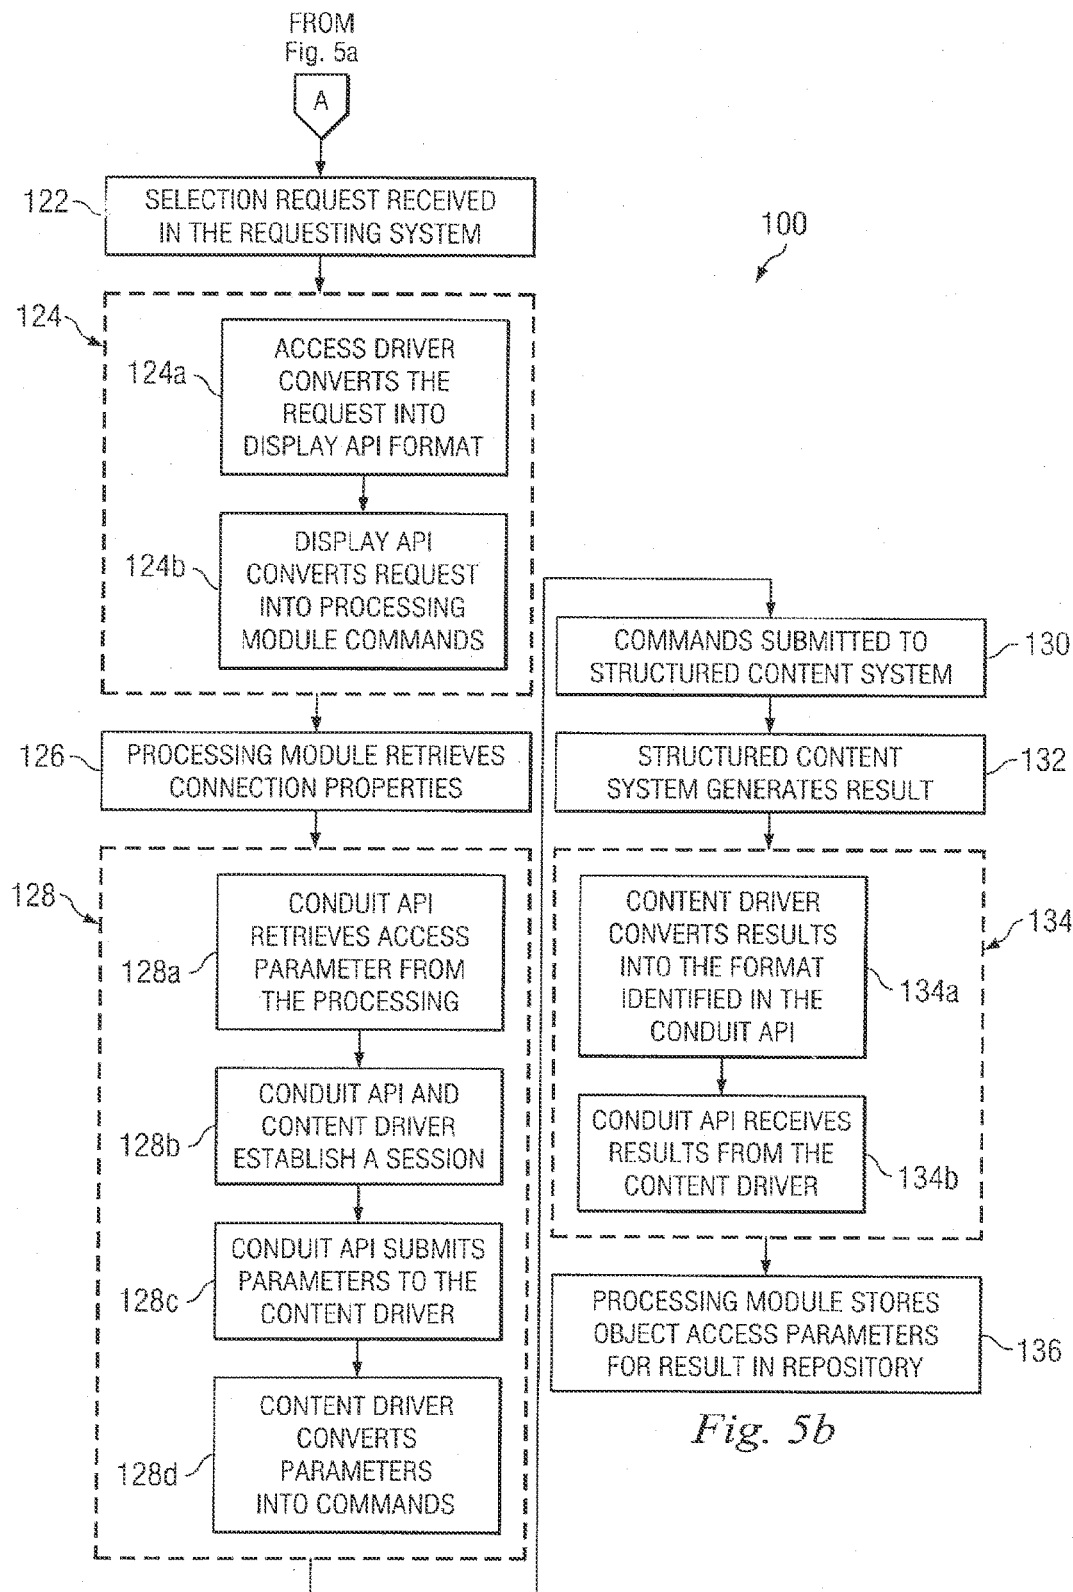 FROM
Fig. 5a
A
122
SELECTION REQUEST RECEIVED
IN THE REQUESTING SYSTEM
100
124
124a
ACCESS DRIVER
CONVERTS THE
REQUEST INTO
DISPLAY API FORMAT
124b
DISPLAY API
CONVERTS REQUEST
INTO PROCESSING
MODULE COMMANDS
126
PROCESSING MODULE RETRIEVES
CONNECTION PROPERTIES
128
128a
CONDUIT API
RETRIEVES ACCESS
PARAMETER FROM
THE PROCESSING
128b
CONDUIT API AND
CONTENT DRIVER
ESTABLISH A SESSION
128c
CONDUIT API SUBMITS
PARAMETERS TO THE
CONTENT DRIVER
128d
CONTENT DRIVER
CONVERTS
PARAMETERS
INTO COMMANDS
COMMANDS SUBMITTED TO
STRUCTURED CONTENT SYSTEM
130
STRUCTURED CONTENT
SYSTEM GENERATES RESULT
132
134
CONTENT DRIVER
CONVERTS RESULTS
INTO THE FORMAT
IDENTIFIED IN THE
CONDUIT API
134a
CONDUIT API RECEIVES
RESULTS FROM THE
CONTENT DRIVER
134b
PROCESSING MODULE STORES
OBJECT ACCESS PARAMETERS
FOR RESULT IN REPOSITORY
136
Fig. 5b